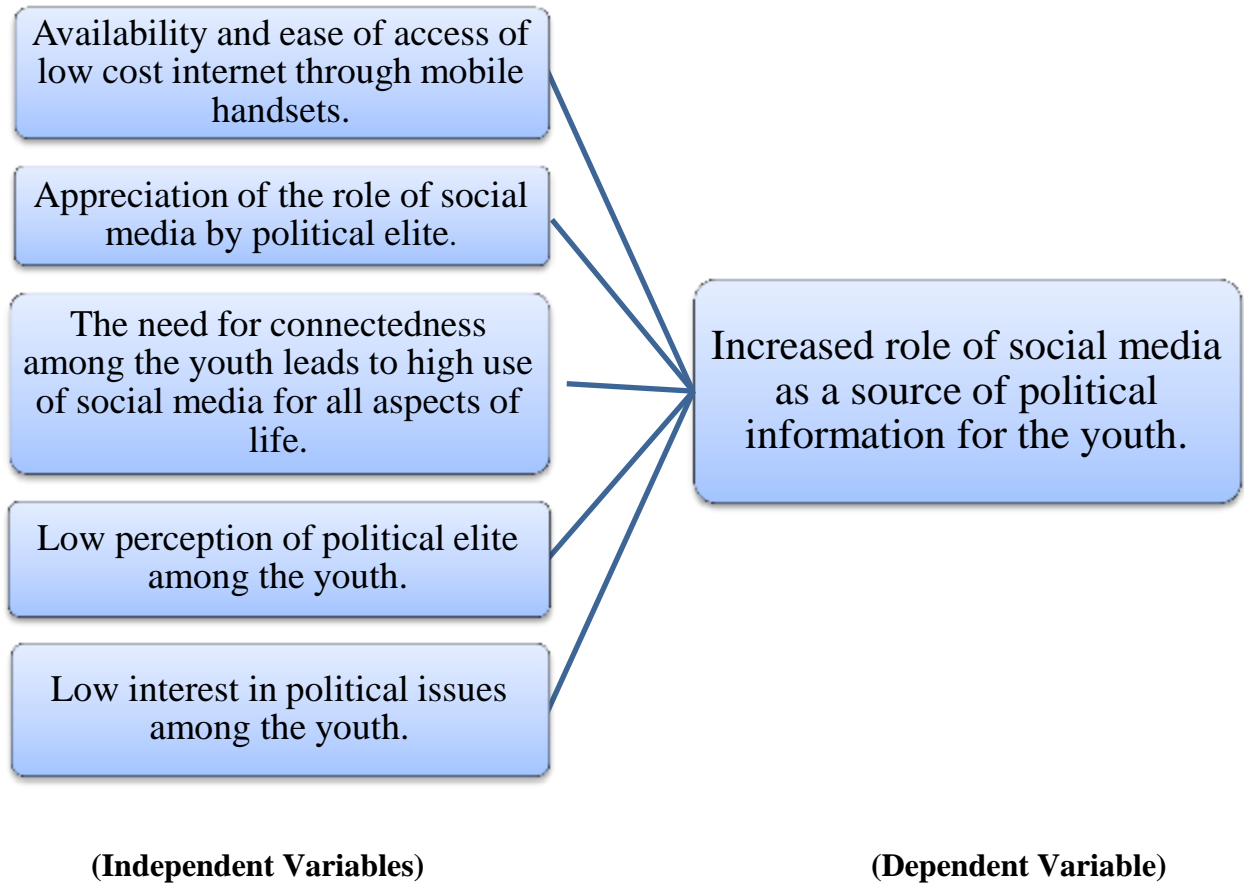 Availability and ease of access of
low cost internet through mobile
handsets.
Appreciation of the role of social
media by political elite.
The need for connectedness
among the youth leads to high use
of social media for all aspects of
life.
Low perception of political elite
among the youth.
Low interest in political issues
among the youth.
Increased role of social media
as a source of political
information for the youth.
(Independent Variables)
(Dependent Variable)